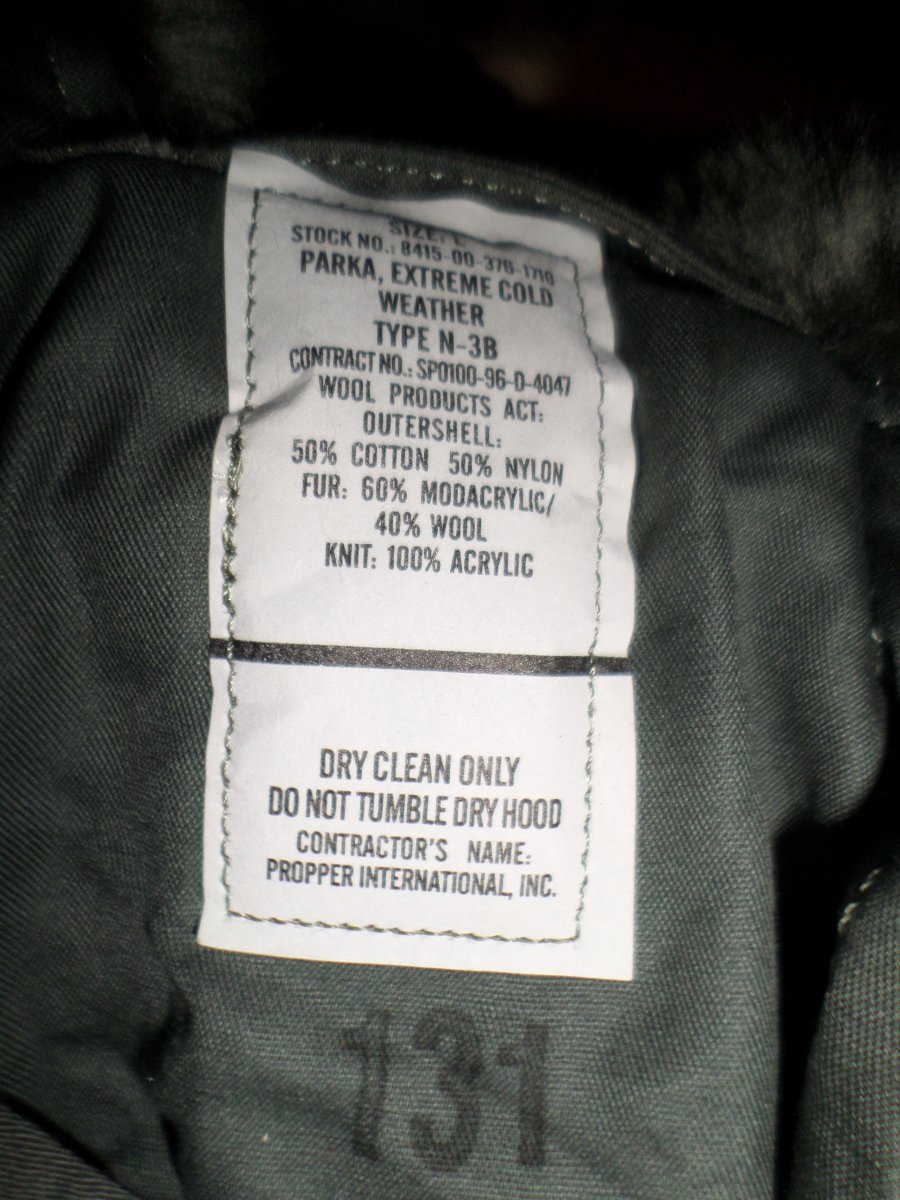 SIZE: L
STOCK NO.: 8415-00-376-1710
PARKA, EXTREME COLD
WEATHER
TYPE N-3B
CONTRACT NO.: SPO100-96-D-4047
WOOL PRODUCTS ACT:
OUTERSHELL:
50% COTTON 50% NYLON
FUR: 60% MODACRYLIC/
40% WOOL
KNIT: 100% ACRYLIC
DRY CLEAN ONLY
DO NOT TUMBLE DRY HOOD
CONTRACTOR'S NAME:
PROPPER INTERNATIONAL, INC.
131